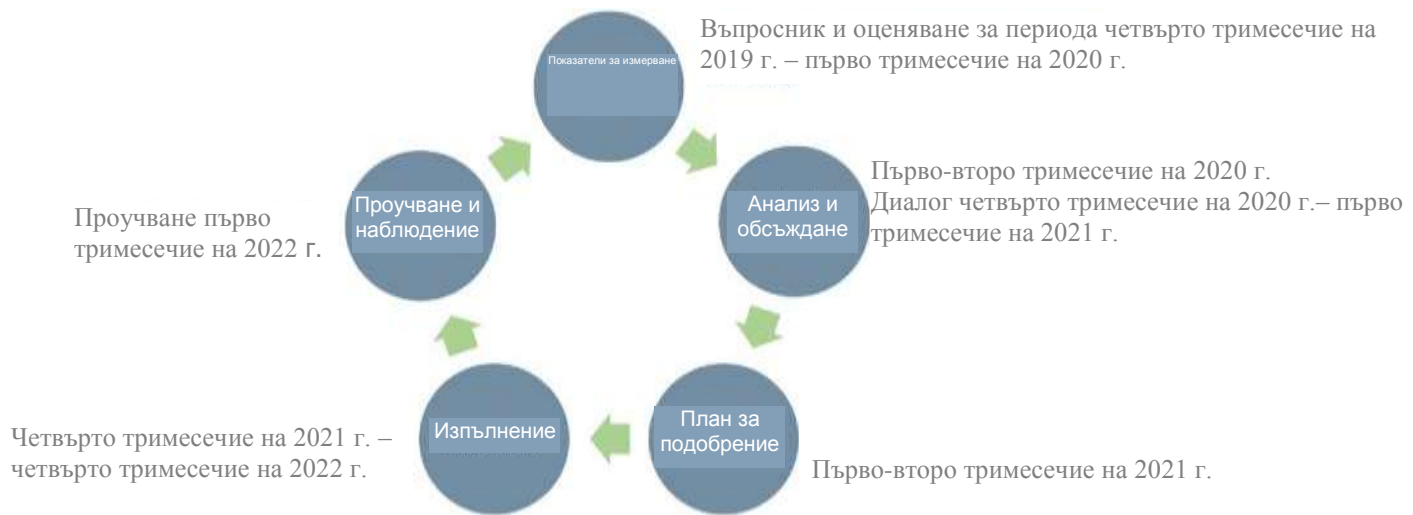 Показатели за измерване
Въпросник и оценяване за периода четвърто тримесечие на
2019 г. – първо тримесечие на 2020 г.
Анализ и
обсъждане
Първо-второ тримесечие на 2020 г.
Диалог четвърто тримесечие на 2020 г.– първо
тримесечие на 2021 г.
План за
подобрение
Първо-второ тримесечие на 2021 г.
Изпълнение
Четвърто тримесечие на 2021 г. –
четвърто тримесечие на 2022 г.
Проучване и
наблюдение
Проучване първо
тримесечие на 2022 г.